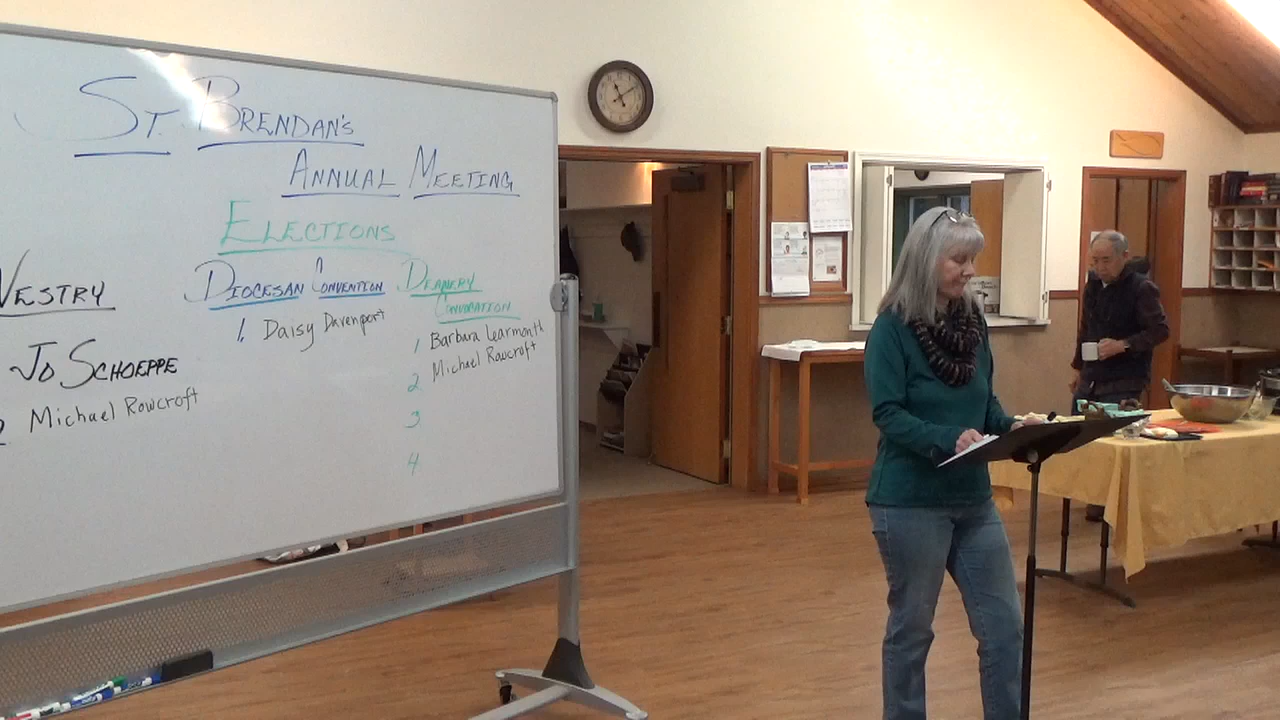 St. Brendan's
Annual Meeting
Elections
Vestry
Jo Schoeppe
2 Michael Rowcroft
Diocesan Convention
1. Daisy Davenport
Deanery
Convocation
1 Barbara Learmonth
2 Michael Rowcroft
3
4